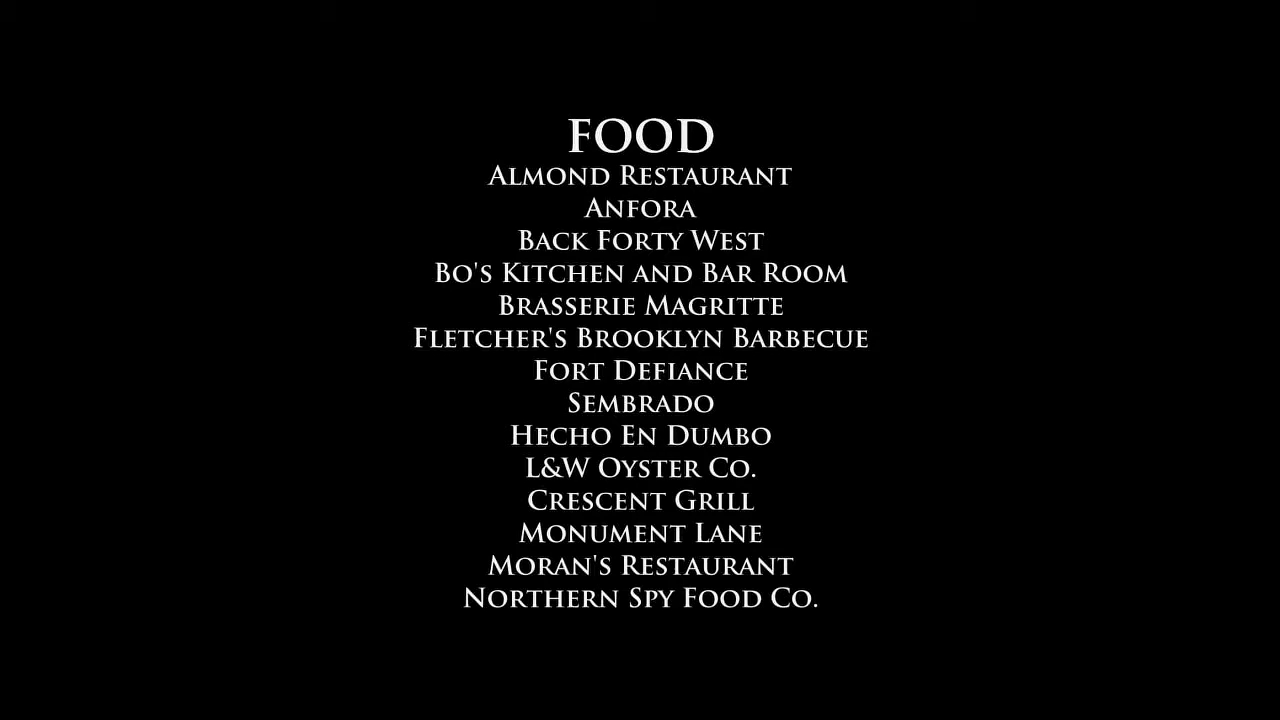 FOOD
Almond Restaurant
Anfora
Back Forty West
Bo's Kitchen and Bar Room
Brasserie Magritte
Fletcher's Brooklyn Barbecue
Fort Defiance
Sembrado
Hecho En Dumbo
L&W Oyster Co.
Crescent Grill
Monument Lane
Moran's Restaurant
Northern Spy Food Co.